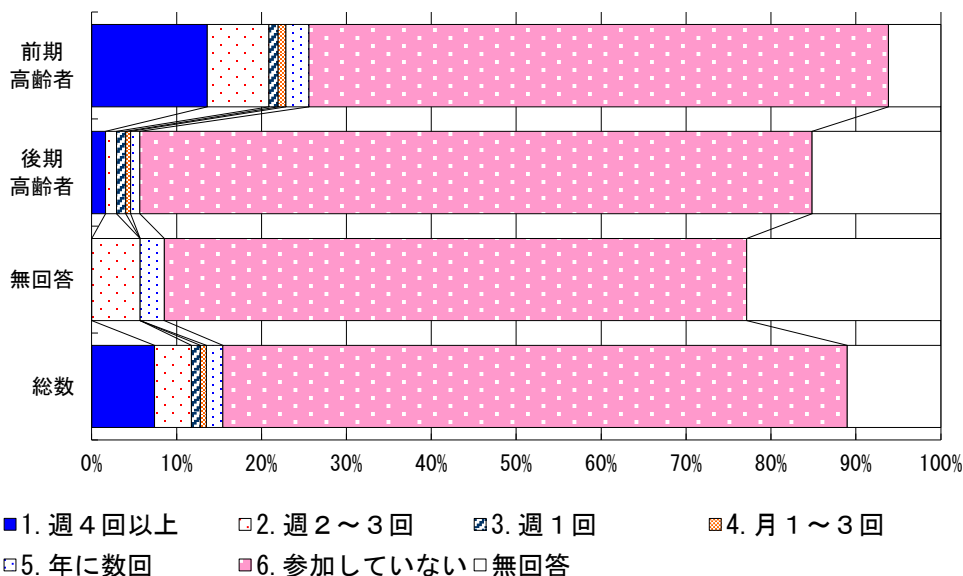 前期
高齢者
後期
高齢者
無回答
総数
0% 10% 20% 30% 40% 50% 60% 70% 80% 90% 100%
1. 週４回以上 2. 週２～３回 3. 週１回 4. 月１～３回
5. 年に数回 6. 参加していない 無回答